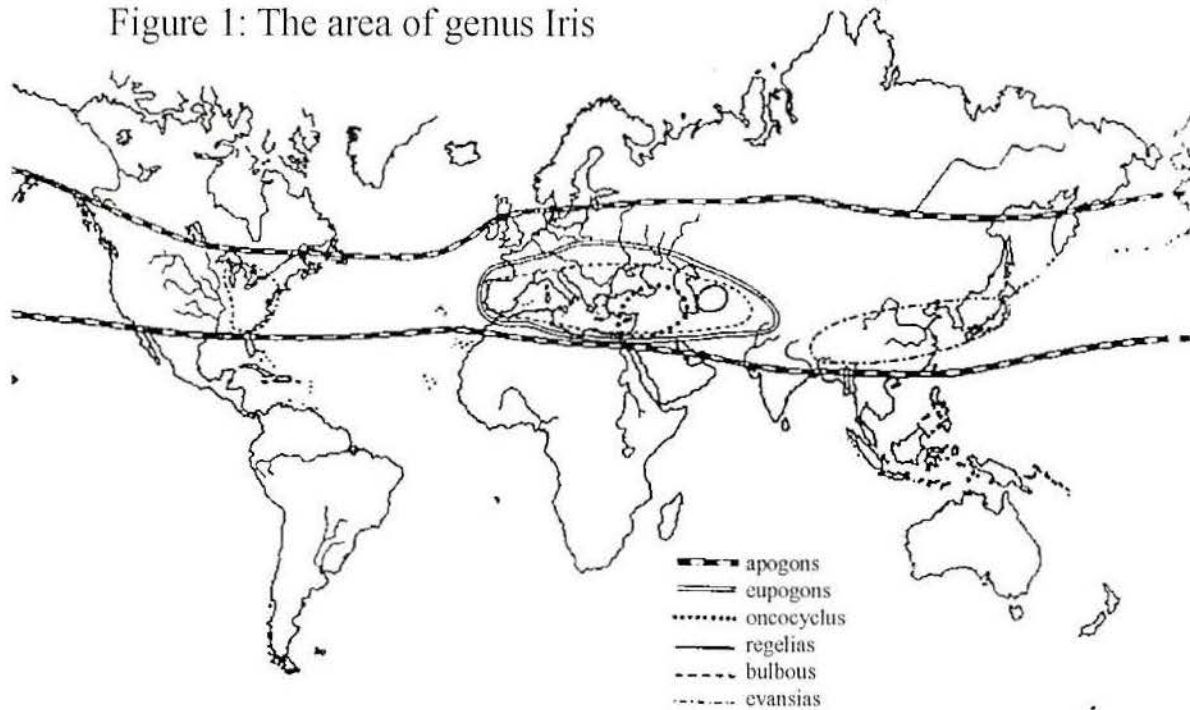 Figure 1: The area of genus Iris
apogons
eupogons
oncocyclus
regelias
bulbous
evansias